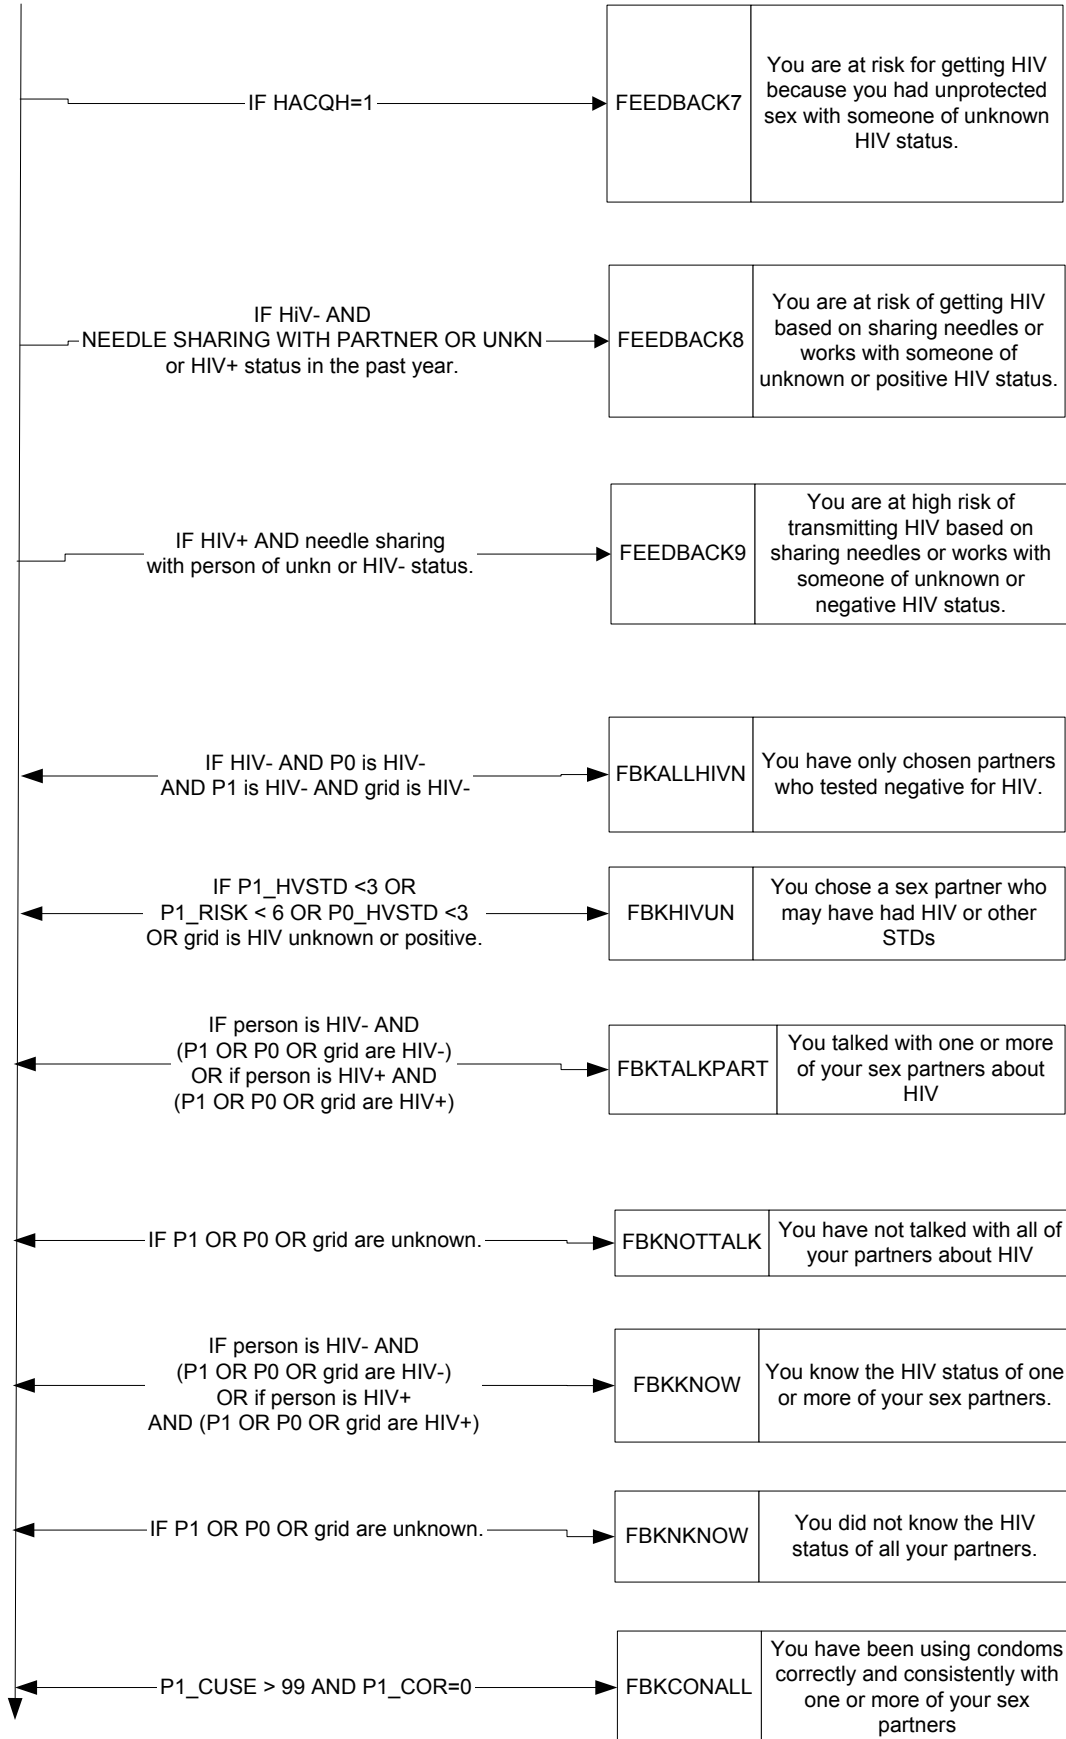 IF HACQH=1
FEEDBACK7
You are at risk for getting HIV
because you had unprotected
sex with someone of unknown
HIV status.
IF HiV- AND
NEEDLE SHARING WITH PARTNER OR UNKN
or HIV+ status in the past year.
FEEDBACK8
You are at risk of getting HIV
based on sharing needles or
works with someone of
unknown or positive HIV status.
IF HIV+ AND needle sharing
with person of unkn or HIV- status.
FEEDBACK9
You are at high risk of
transmitting HIV based on
sharing needles or works with
someone of unknown or
negative HIV status.
IF HIV- AND P0 is HIV-
AND P1 is HIV- AND grid is HIV-
FBKALLHIVN
You have only chosen partners
who tested negative for HIV.
IF P1_HVSTD <3 OR
P1_RISK < 6 OR P0_HVSTD <3
OR grid is HIV unknown or positive.
FBKHIVUN
You chose a sex partner who
may have had HIV or other
STDs
IF person is HIV- AND
(P1 OR P0 OR grid are HIV-)
OR if person is HIV+ AND
(P1 OR P0 OR grid are HIV+)
FBKTALKPART
You talked with one or more
of your sex partners about
HIV
IF P1 OR P0 OR grid are unknown.
FBKNOTTALK
You have not talked with all of
your partners about HIV
IF person is HIV- AND
(P1 OR P0 OR grid are HIV-)
OR if person is HIV+
AND (P1 OR P0 OR grid are HIV+)
FBKKNOW
You know the HIV status of one
or more of your sex partners.
IF P1 OR P0 OR grid are unknown.
FBKNKNOW
You did not know the HIV
status of all your partners.
P1_CUSE > 99 AND P1_COR=0
FBKCONALL
You have been using condoms
correctly and consistently with
one or more of your sex
partners